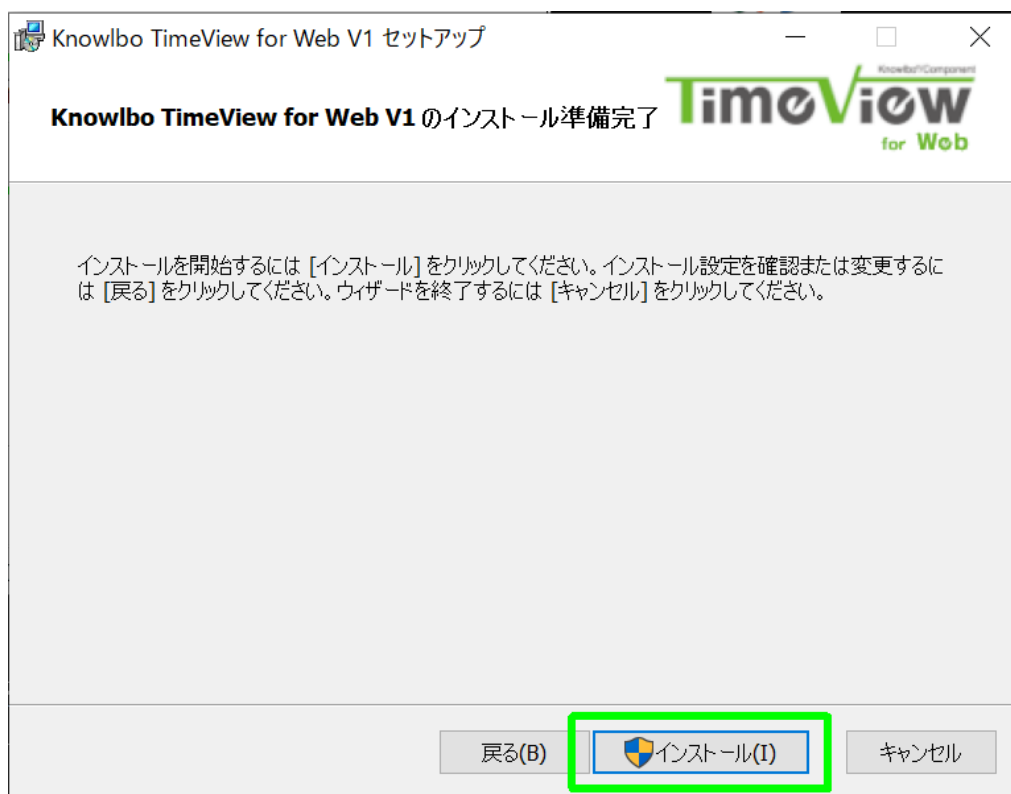 Knowlbo TimeView for Web V1 セットアップ
Knowlbo Component
TimeView
for Web
Knowlbo TimeView for Web V1 のインストール準備完了
インストールを開始するには [インストール] をクリックしてください。インストール設定を確認または変更するに
は [戻る] をクリックしてください。ウィザードを終了するには [キャンセル] をクリックしてください。
戻る(B)
インストール(I)
キャンセル